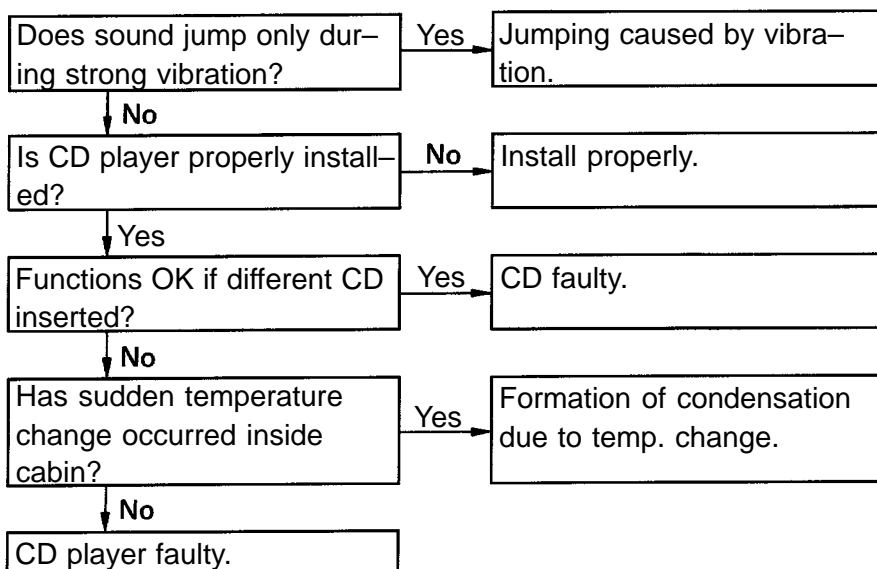 Does sound jump only dur–
ing strong vibration?
Yes
Jumping caused by vibra–
tion.
No
Is CD player properly install–
ed?
No
Install properly.
Yes
Functions OK if different CD
inserted?
Yes
CD faulty.
No
Has sudden temperature
change occurred inside
cabin?
Yes
Formation of condensation
due to temp. change.
No
CD player faulty.